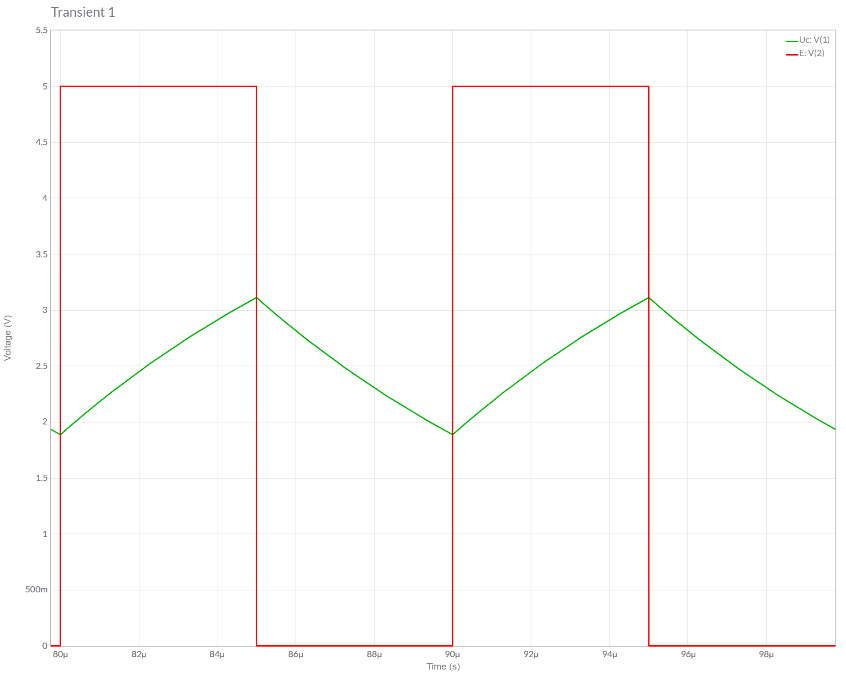 Transient 1
Uc: V(1)
E: V(2)
5.5
5
4.5
4
3.5
3
2.5
2
1.5
1
500m
0
Voltage (V)
80µ 82µ 84µ 86µ 88µ 90µ 92µ 94µ 96µ 98µ
Time (s)